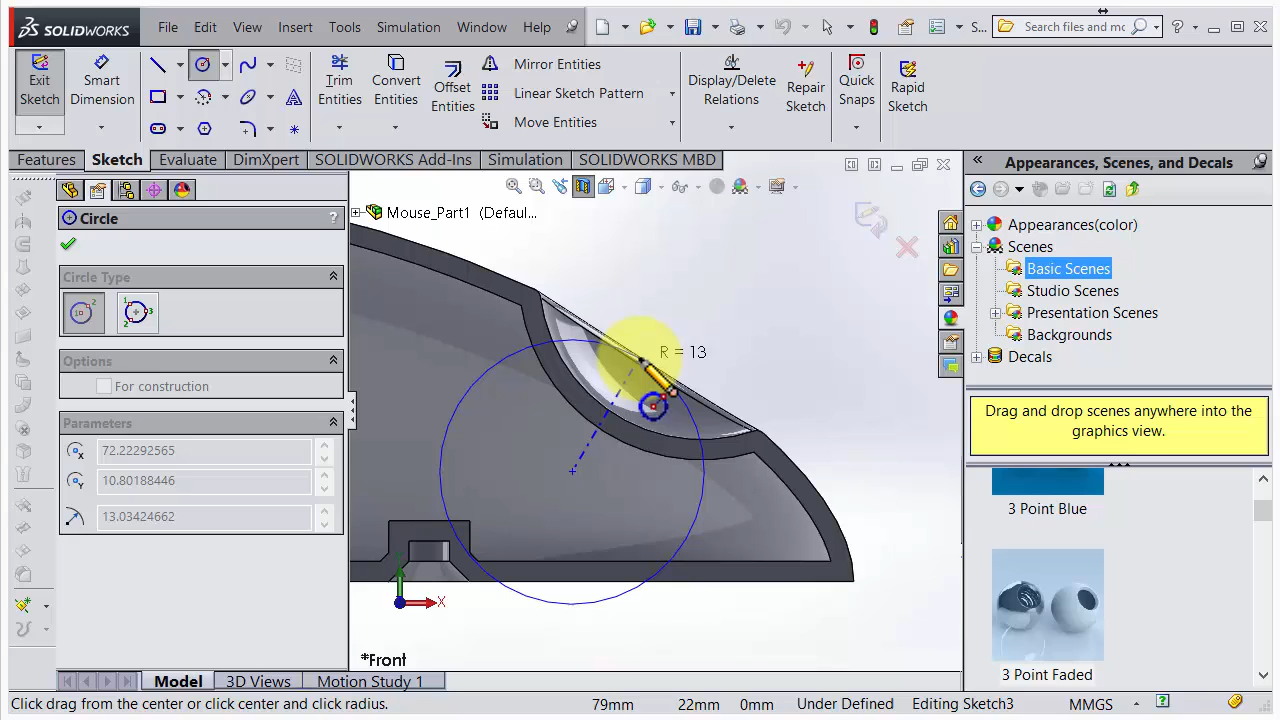 SOLIDWORKS File Edit View Insert Tools Simulation Window Help S... Search files and mo ?
Exit Sketch
Smart Dimension
Trim Entities
Convert Entities
Offset Entities
Mirror Entities
Linear Sketch Pattern
Move Entities
Display/Delete Relations
Repair Sketch
Quick Snaps
Rapid Sketch
Features Sketch Evaluate DimXpert SOLIDWORKS Add-Ins Simulation SOLIDWORKS MBD
Circle ?
Circle Type
Options
For construction
Parameters
72.22292565
10.80188446
13.03424662
Mouse_Part1 (Defaul...
R = 13
X
*Front
Appearances, Scenes, and Decals
Appearances(color)
Scenes
Basic Scenes
Studio Scenes
Presentation Scenes
Backgrounds
Decals
Drag and drop scenes anywhere into the
graphics view.
3 Point Blue
3 Point Faded
Model 3D Views Motion Study 1
Click drag from the center or click center and click radius. 79mm 22mm 0mm Under Defined Editing Sketch3 MMGS